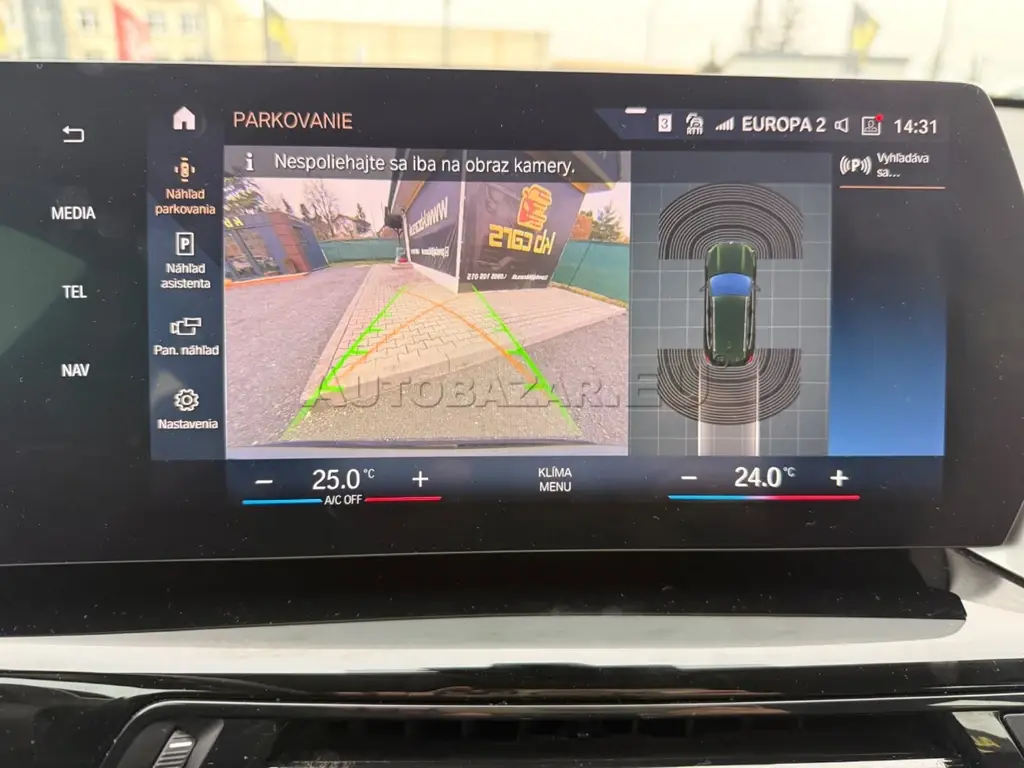 PARKOVANIE
3
RTTI
EUROPA 2
14:31
MEDIA
TEL
NAV
Náhľad
parkovania
P
Náhľad
asistenta
Pan. náhľad
Nastavenia
i Nespoliehajte sa iba na obraz kamery.
kb cars
((P)) Vyhľadáva
sa...
AUTOBAZAR.EU
− 25.0 °C +
A/C OFF
KLÍMA
MENU
− 24.0 °C +